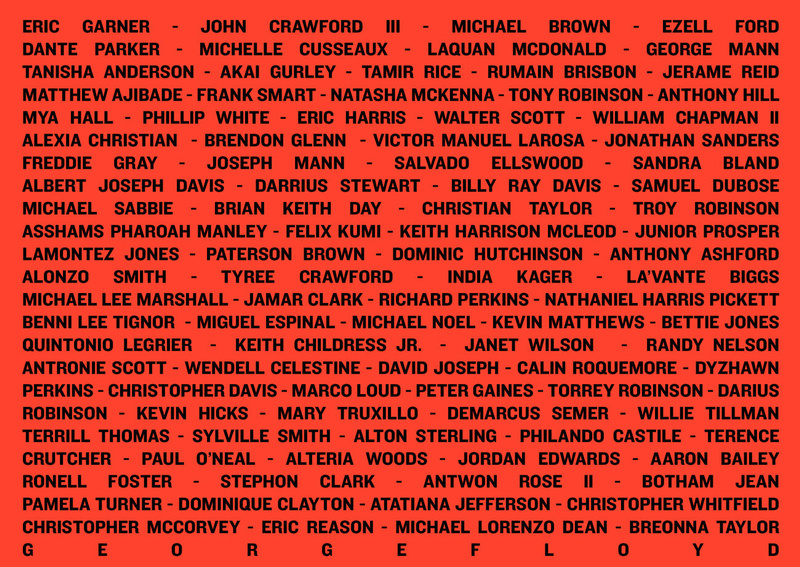 ERIC GARNER - JOHN CRAWFORD III - MICHAEL BROWN - EZELL FORD
DANTE PARKER - MICHELLE CUSSEAUX - LAQUAN MCDONALD - GEORGE MANN
TANISHA ANDERSON - AKAI GURLEY - TAMIR RICE - RUMAIN BRISBON - JERAME REID
MATTHEW AJIBADE - FRANK SMART - NATASHA MCKENNA - TONY ROBINSON - ANTHONY HILL
MYA HALL - PHILLIP WHITE - ERIC HARRIS - WALTER SCOTT - WILLIAM CHAPMAN II
ALEXIA CHRISTIAN - BRENDON GLENN - VICTOR MANUEL LAROSA - JONATHAN SANDERS
FREDDIE GRAY - JOSEPH MANN - SALVADO ELLSWOOD - SANDRA BLAND
ALBERT JOSEPH DAVIS - DARRIUS STEWART - BILLY RAY DAVIS - SAMUEL DUBOSE
MICHAEL SABBIE - BRIAN KEITH DAY - CHRISTIAN TAYLOR - TROY ROBINSON
ASSHAMS PHAROAH MANLEY - FELIX KUMI - KEITH HARRISON MCLEOD - JUNIOR PROSPER
LAMONTEZ JONES - PATERSON BROWN - DOMINIC HUTCHINSON - ANTHONY ASHFORD
ALONZO SMITH - TYREE CRAWFORD - INDIA KAGER - LA'VANTE BIGGS
MICHAEL LEE MARSHALL - JAMAR CLARK - RICHARD PERKINS - NATHANIEL HARRIS PICKETT
BENNI LEE TIGNOR - MIGUEL ESPINAL - MICHAEL NOEL - KEVIN MATTHEWS - BETTIE JONES
QUINTONIO LEGRIER - KEITH CHILDRESS JR. - JANET WILSON - RANDY NELSON
ANTRONIE SCOTT - WENDELL CELESTINE - DAVID JOSEPH - CALIN ROQUEMORE - DYZHAWN
PERKINS - CHRISTOPHER DAVIS - MARCO LOUD - PETER GAINES - TORREY ROBINSON - DARIUS
ROBINSON - KEVIN HICKS - MARY TRUXILLO - DEMARCUS SEMER - WILLIE TILLMAN
TERRILL THOMAS - SYLVILLE SMITH - ALTON STERLING - PHILANDO CASTILE - TERENCE
CRUTCHER - PAUL O'NEAL - ALTERIA WOODS - JORDAN EDWARDS - AARON BAILEY
RONELL FOSTER - STEPHON CLARK - ANTWON ROSE II - BOTHAM JEAN
PAMELA TURNER - DOMINIQUE CLAYTON - ATATIANA JEFFERSON - CHRISTOPHER WHITFIELD
CHRISTOPHER MCCORVEY - ERIC REASON - MICHAEL LORENZO DEAN - BREONNA TAYLOR
G E O R G E F L O Y D